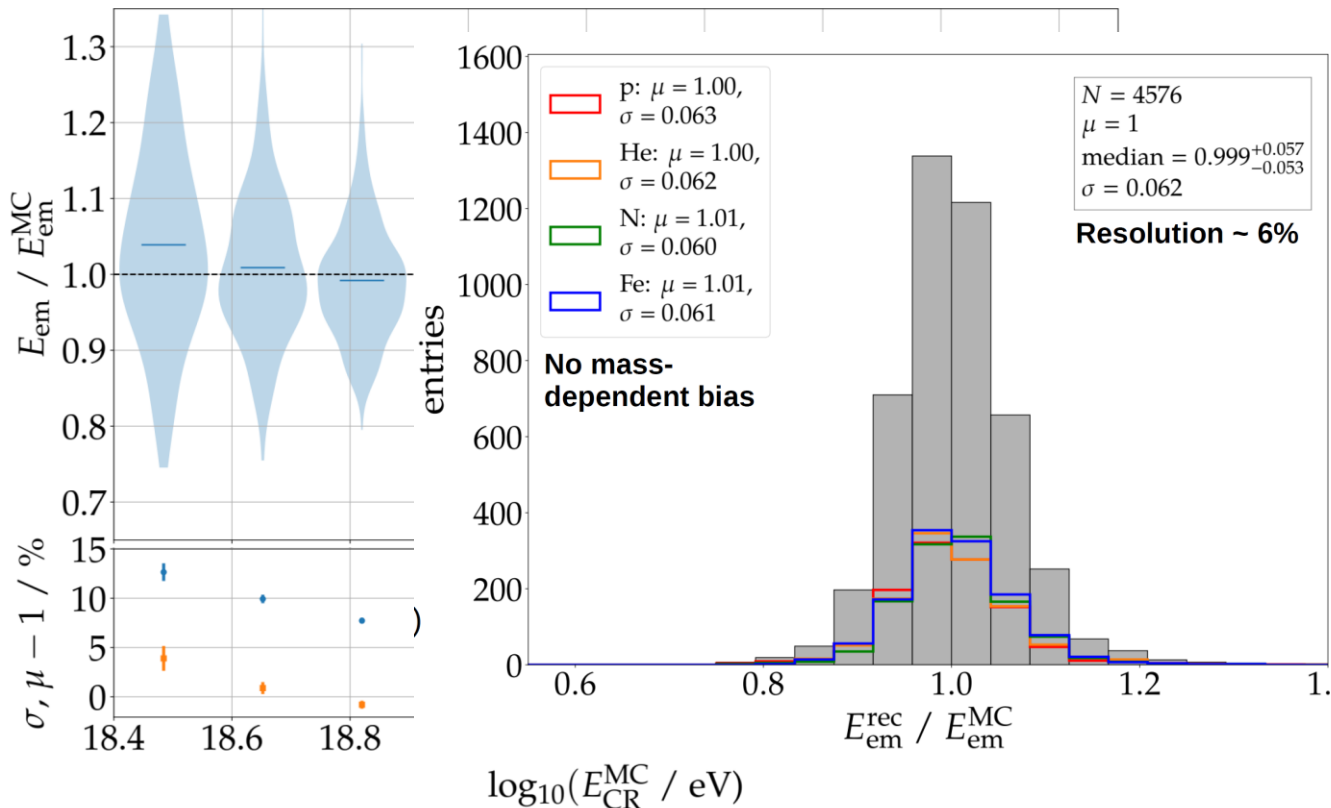 1.3
1.2
1.1
1.0
0.9
0.8
0.7
E_em / E_em^MC
15
10
5
0
σ, μ − 1 / %
18.4
18.6
18.8
log10(E_CR^MC / eV)
)
1600
1400
1200
1000
800
600
400
200
0
entries
p: μ = 1.00,
σ = 0.063
He: μ = 1.00,
σ = 0.062
N: μ = 1.01,
σ = 0.060
Fe: μ = 1.01,
σ = 0.061
No mass-
dependent bias
N = 4576
μ = 1
median = 0.999 +0.057 −0.053
σ = 0.062
Resolution ~ 6%
0.6
0.8
1.0
1.2
1.
E_em^rec / E_em^MC